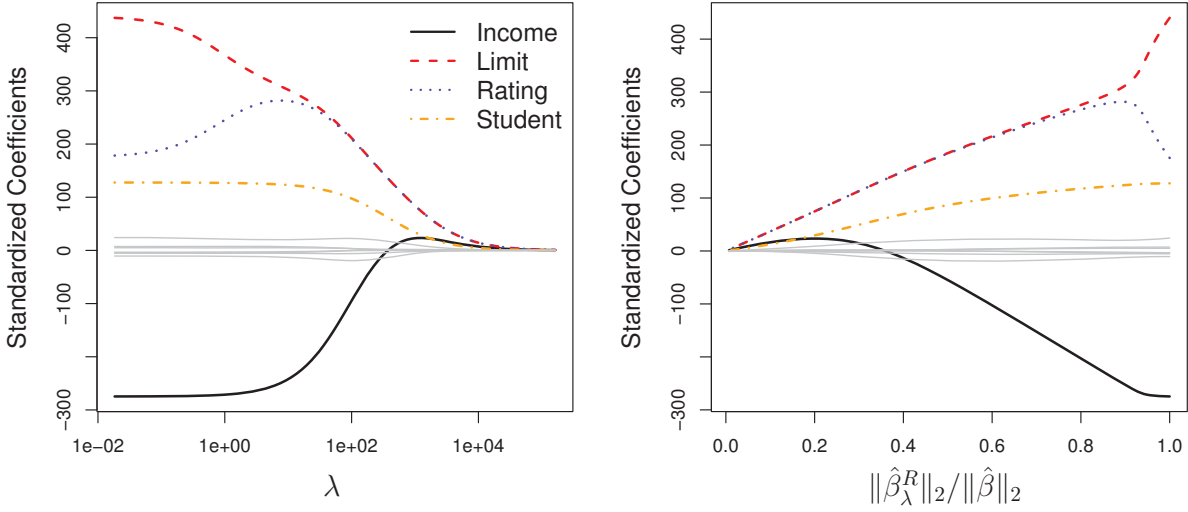 Standardized Coefficients
400
300
200
100
0
-100
-300
1e-02
1e+00
1e+02
1e+04
λ
Income
Limit
Rating
Student
Standardized Coefficients
400
300
200
100
0
-100
-300
0.0
0.2
0.4
0.6
0.8
1.0
‖β̂λR‖2/‖β̂‖2